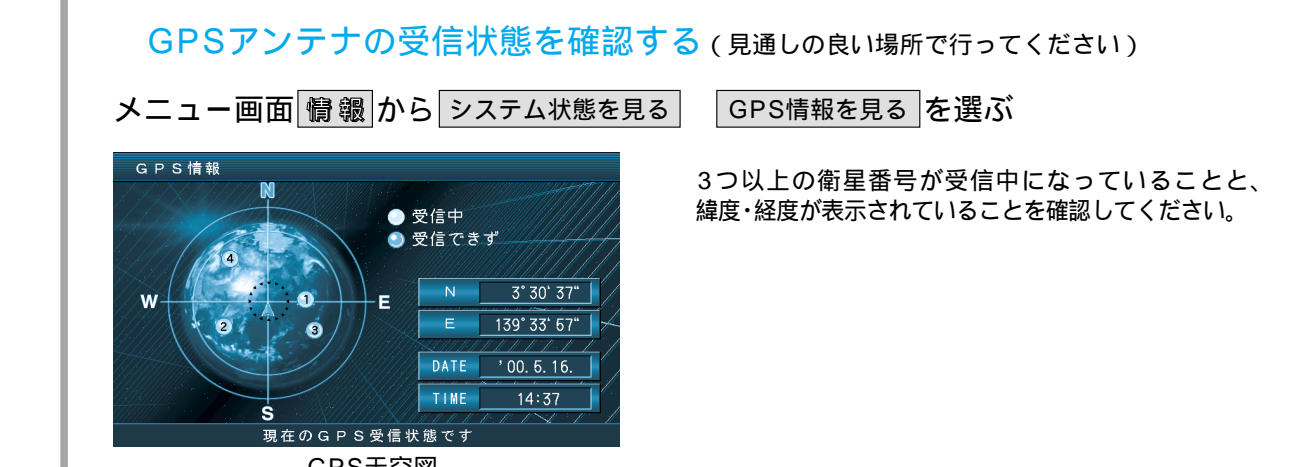 GPSアンテナの受信状態を確認する(見通しの良い場所で行ってください)
メニュー画面 情報 から システム状態を見る GPS情報を見る を選ぶ
GPS情報
N
受信中
受信できず
4
W
1
E
2
3
S
N 3°30'37"
E 139°33'57"
DATE '00.5.16.
TIME 14:37
現在のGPS受信状態です
GPS天空図
3つ以上の衛星番号が受信中になっていることと、
緯度・経度が表示されていることを確認してください。